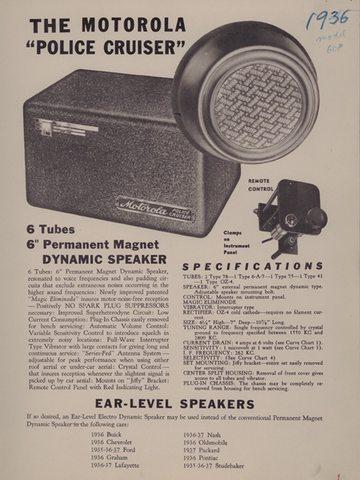 THE MOTOROLA
"POLICE CRUISER"
1936
model
Motorola POLICE CRUISER
REMOTE
CONTROL
Clamps
on
Instrument
Panel
6 Tubes
6" Permanent Magnet
DYNAMIC SPEAKER
6 Tubes: 6" Permanent Magnet Dynamic Speaker,
resonated to voice frequencies and also padding cir-
cuits that exclude extraneous noises occurring in the
higher sound frequencies: Newly improved patented
"Magic Eliminode" insures motor-noise-free reception
—Positively NO SPARK PLUG SUPPRESSORS
necessary: Improved Superheterodyne Circuit: Low
Current Consumption: Plug-In Chassis easily removed
for bench servicing: Automatic Volume Control:
Variable Sensitivity Control to introduce squelch in
extremely noisy locations: Full-Wave Interrupter
Type Vibrator with large contacts for giving long and
continuous service: "Servo-Fed" Antenna System—
adjustable for peak performance when using either
roof aerial or under-car aerial: Crystal Control—
that insures reception whenever the slightest signal is
picked up by car aerial: Mounts on "Jiffy" Bracket:
Remote Control Panel with Red Indicating Light.
SPECIFICATIONS
TUBES: 2 Type 78—1 Type 6-A-7—1 Type 75—1 Type 41
—1 Type OZ-4.
SPEAKER: 6" external permanent magnet dynamic type.
Adjustable speaker mounting bolt.
CONTROL: Mounts on instrument panel.
MAGIC ELIMINODE
VIBRATOR: Interrupter type
RECTIFIER: OZ-4 cold cathode—requires no filament cur-
rent.
SIZE: 6½" High—7" Deep—10¾" Long.
TUNING RANGE: Single frequency controlled by crystal
ground to frequency specified between 1550 KC and
2800 KC.
CURRENT DRAIN: 4 amps at 6 volts (see Curve Chart).
SENSITIVITY: 1 microvolt at 1 watt (see Curve Chart).
I. F. FREQUENCY: 262 KC.
SELECTIVITY: (See Curve Chart 4)
SET MOUNTING: Jiffy bracket—entire set easily removed
for servicing.
CENTER SPLIT HOUSING: Removal of front cover gives
access to all tubes and vibrator.
PLUG-IN CHASSIS: The chassis may be completely re-
moved from housing for bench servicing.
EAR-LEVEL SPEAKERS
If so desired, an Ear-Level Electro Dynamic Speaker may be used instead of the conventional Permanent Magnet
Dynamic Speaker in the following cars:
1936 Buick
1936 Chevrolet
1935-36-37 Ford
1936 Graham
1936-37 Lafayette
1936-37 Nash
1936 Oldsmobile
1937 Packard
1936 Pontiac
1935-36-37 Studebaker